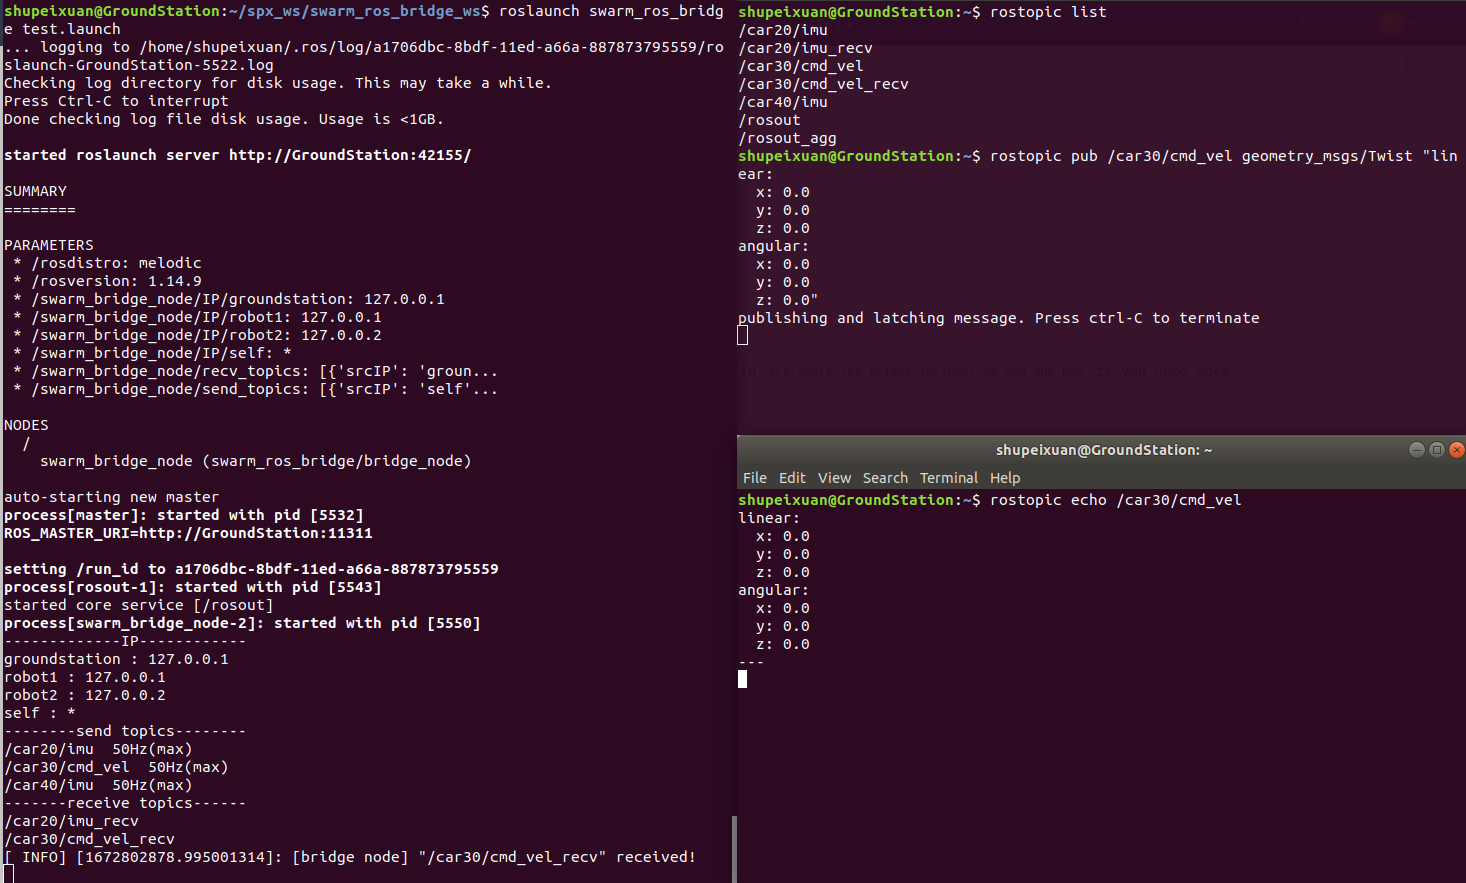 shupeixuan@GroundStation:~/spx_ws/swarm_ros_bridge_ws$ roslaunch swarm_ros_bridg
e test.launch
... logging to /home/shupeixuan/.ros/log/a1706dbc-8bdf-11ed-a66a-887873795559/ro
slaunch-GroundStation-5522.log
Checking log directory for disk usage. This may take a while.
Press Ctrl-C to interrupt
Done checking log file disk usage. Usage is <1GB.
started roslaunch server http://GroundStation:42155/
SUMMARY
========
PARAMETERS
 * /rosdistro: melodic
 * /rosversion: 1.14.9
 * /swarm_bridge_node/IP/groundstation: 127.0.0.1
 * /swarm_bridge_node/IP/robot1: 127.0.0.1
 * /swarm_bridge_node/IP/robot2: 127.0.0.2
 * /swarm_bridge_node/IP/self: *
 * /swarm_bridge_node/recv_topics: [{'srcIP': 'groun...
 * /swarm_bridge_node/send_topics: [{'srcIP': 'self'...
NODES
  /
    swarm_bridge_node (swarm_ros_bridge/bridge_node)
auto-starting new master
process[master]: started with pid [5532]
ROS_MASTER_URI=http://GroundStation:11311
setting /run_id to a1706dbc-8bdf-11ed-a66a-887873795559
process[rosout-1]: started with pid [5543]
started core service [/rosout]
process[swarm_bridge_node-2]: started with pid [5550]
-------------IP------------
groundstation : 127.0.0.1
robot1 : 127.0.0.1
robot2 : 127.0.0.2
self : *
--------send topics--------
/car20/imu  50Hz(max)
/car30/cmd_vel  50Hz(max)
/car40/imu  50Hz(max)
-------receive topics------
/car20/imu_recv
/car30/cmd_vel_recv
[ INFO] [1672802878.995001314]: [bridge node] "/car30/cmd_vel_recv" received!
shupeixuan@GroundStation:~$ rostopic list
/car20/imu
/car20/imu_recv
/car30/cmd_vel
/car30/cmd_vel_recv
/car40/imu
/rosout
/rosout_agg
shupeixuan@GroundStation:~$ rostopic pub /car30/cmd_vel geometry_msgs/Twist "lin
ear:
  x: 0.0
  y: 0.0
  z: 0.0
angular:
  x: 0.0
  y: 0.0
  z: 0.0"
publishing and latching message. Press ctrl-C to terminate
if you need more:
shupeixuan@GroundStation: ~
File Edit View Search Terminal Help
shupeixuan@GroundStation:~$ rostopic echo /car30/cmd_vel
linear:
  x: 0.0
  y: 0.0
  z: 0.0
angular:
  x: 0.0
  y: 0.0
  z: 0.0
---